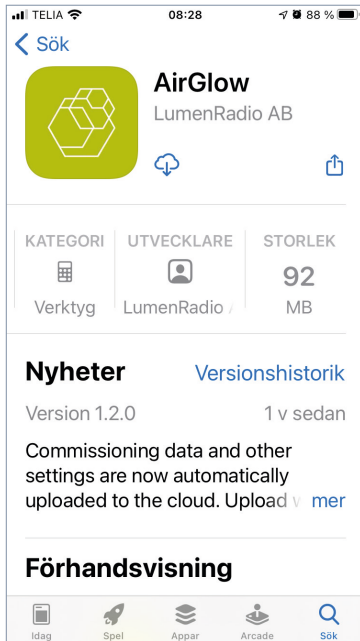 TELIA 08:28 88 %
Sök
AirGlow
LumenRadio AB
KATEGORI UTVECKLARE STORLEK
92
Verktyg LumenRadio MB
Nyheter Versionshistorik
Version 1.2.0 1 v sedan
Commissioning data and other
settings are now automatically
uploaded to the cloud. Upload mer
Förhandsvisning
Idag Spel Appar Arcade Sök